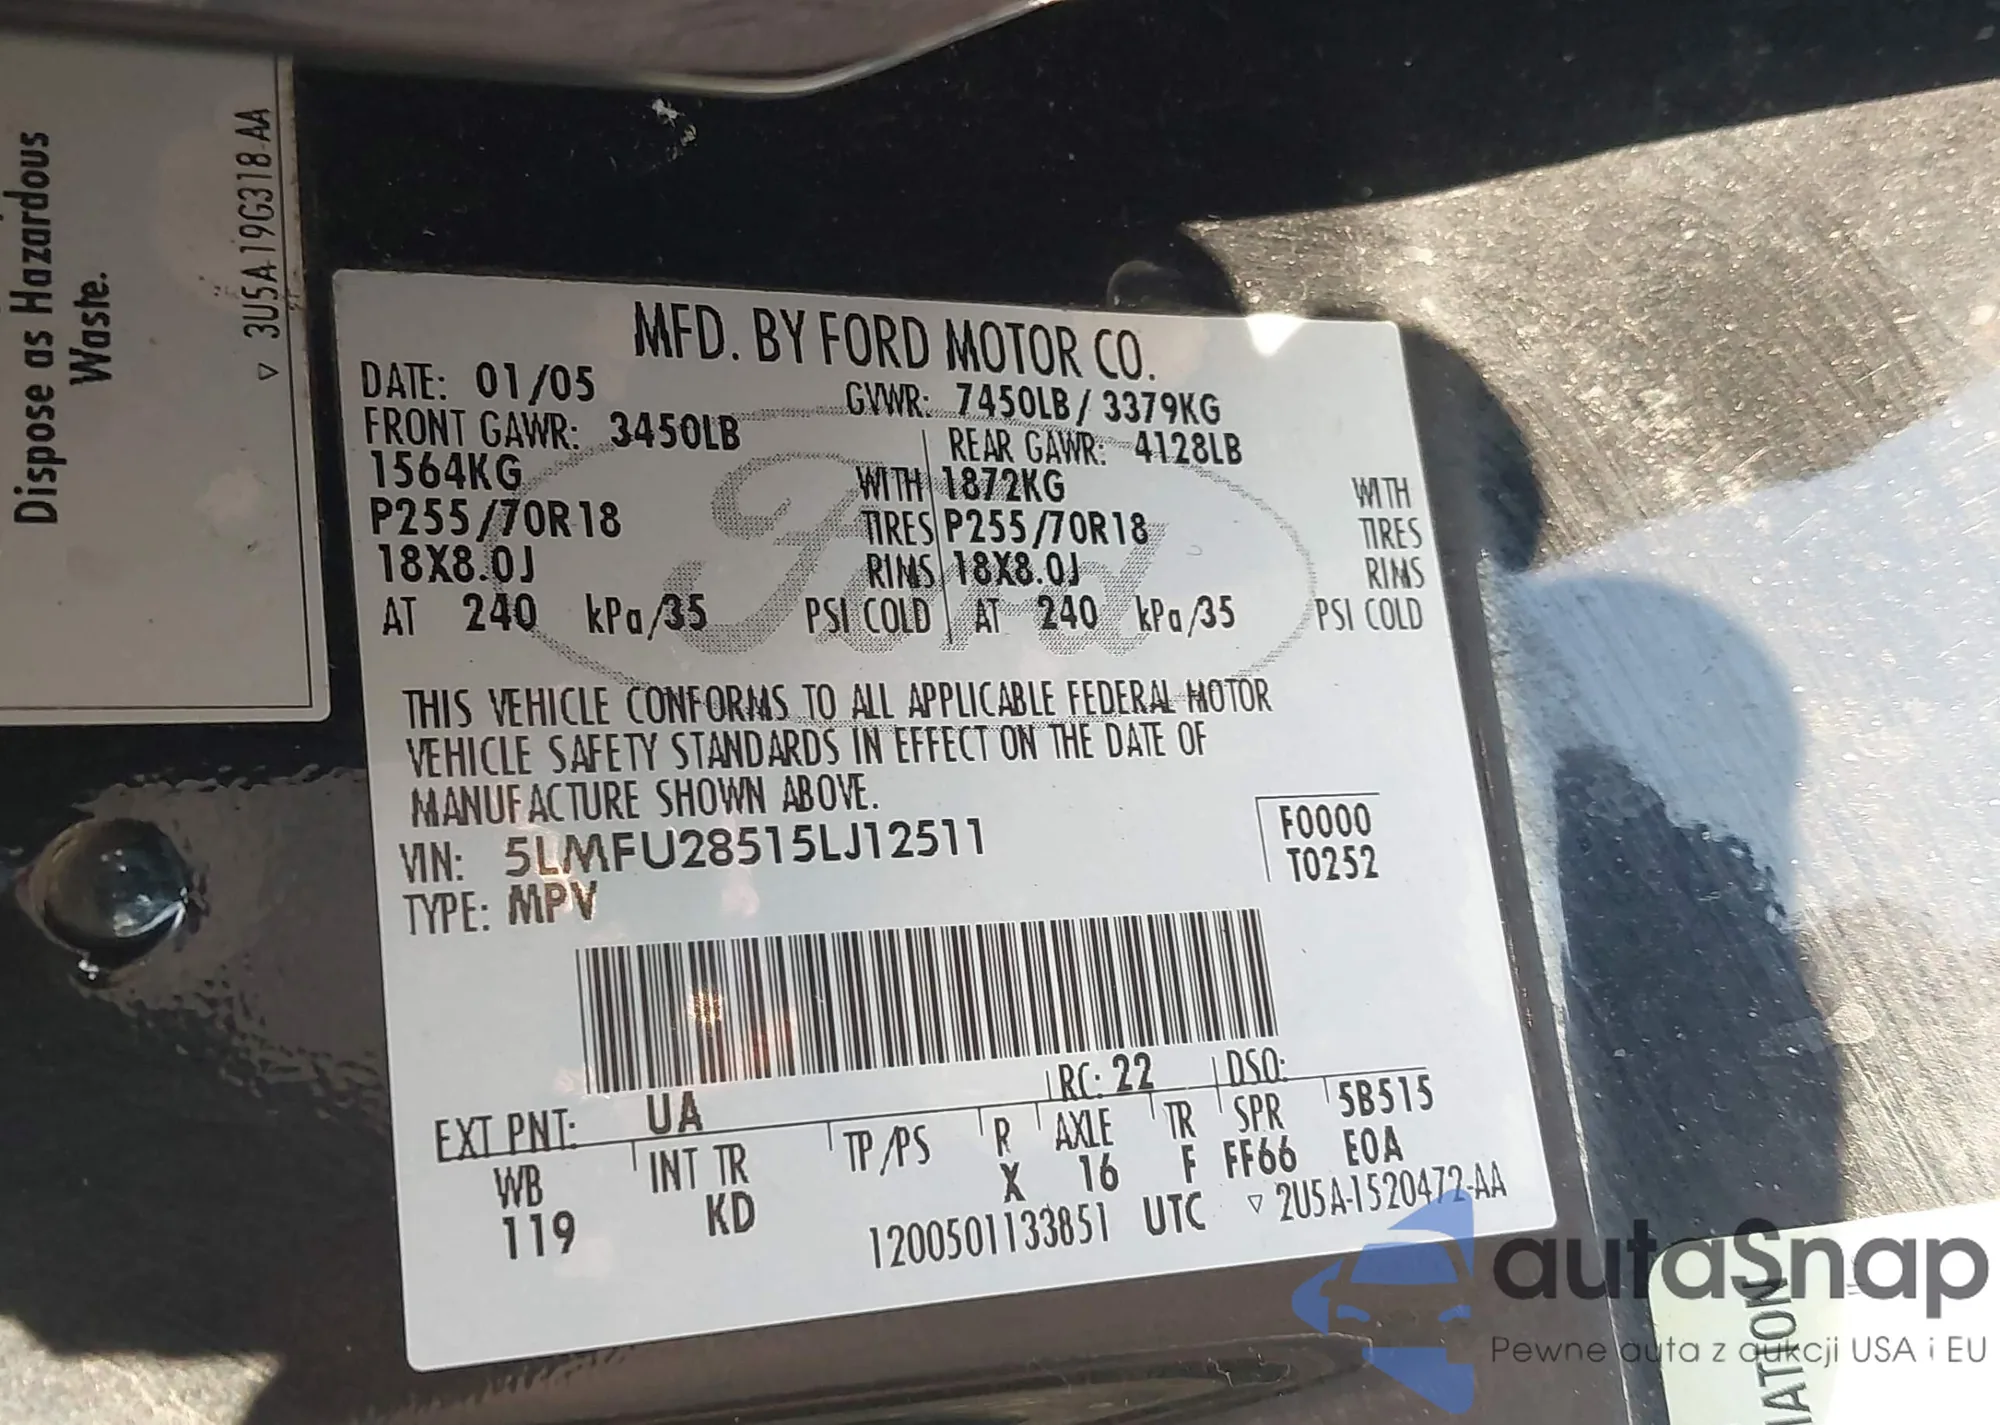 Dispose as Hazardous
Waste.
▽ 3U5A19G318-AA
MFD. BY FORD MOTOR CO.
DATE: 01/05 GVWR: 7450LB / 3379KG
FRONT GAWR: 3450LB REAR GAWR: 4128LB
1564KG WITH 1872KG WITH
P255/70R18 TIRES P255/70R18 TIRES
18X8.0J RIMS 18X8.0J RIMS
AT 240 kPa/35 PSI COLD AT 240 kPa/35 PSI COLD
Ford
THIS VEHICLE CONFORMS TO ALL APPLICABLE FEDERAL MOTOR
VEHICLE SAFETY STANDARDS IN EFFECT ON THE DATE OF
MANUFACTURE SHOWN ABOVE.
VIN: 5LMFU28515LJ12511 F0000
TYPE: MPV T0252
EXT PNT: UA RC: 22 DSO:
WB INT TR TP/PS R AXLE TR SPR 5B515
119 KD X 16 F FF66 E0A
1200501133851 UTC ▽ 2U5A-1520472-AA
autaSnap
Pewne auta z aukcji USA i EU